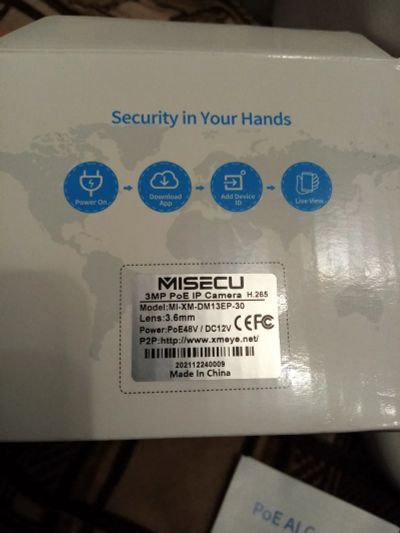 Security in Your Hands
Power On
Download
App
Add Device
ID
Live View
MISECU
3MP PoE IP Camera H.265
Model:MI-XM-DM13EP-30
Lens:3.6mm
Power:PoE48V / DC12V CE FC
P2P:http://www.xmeye.net/
202112240009
Made In China
PoE ALC